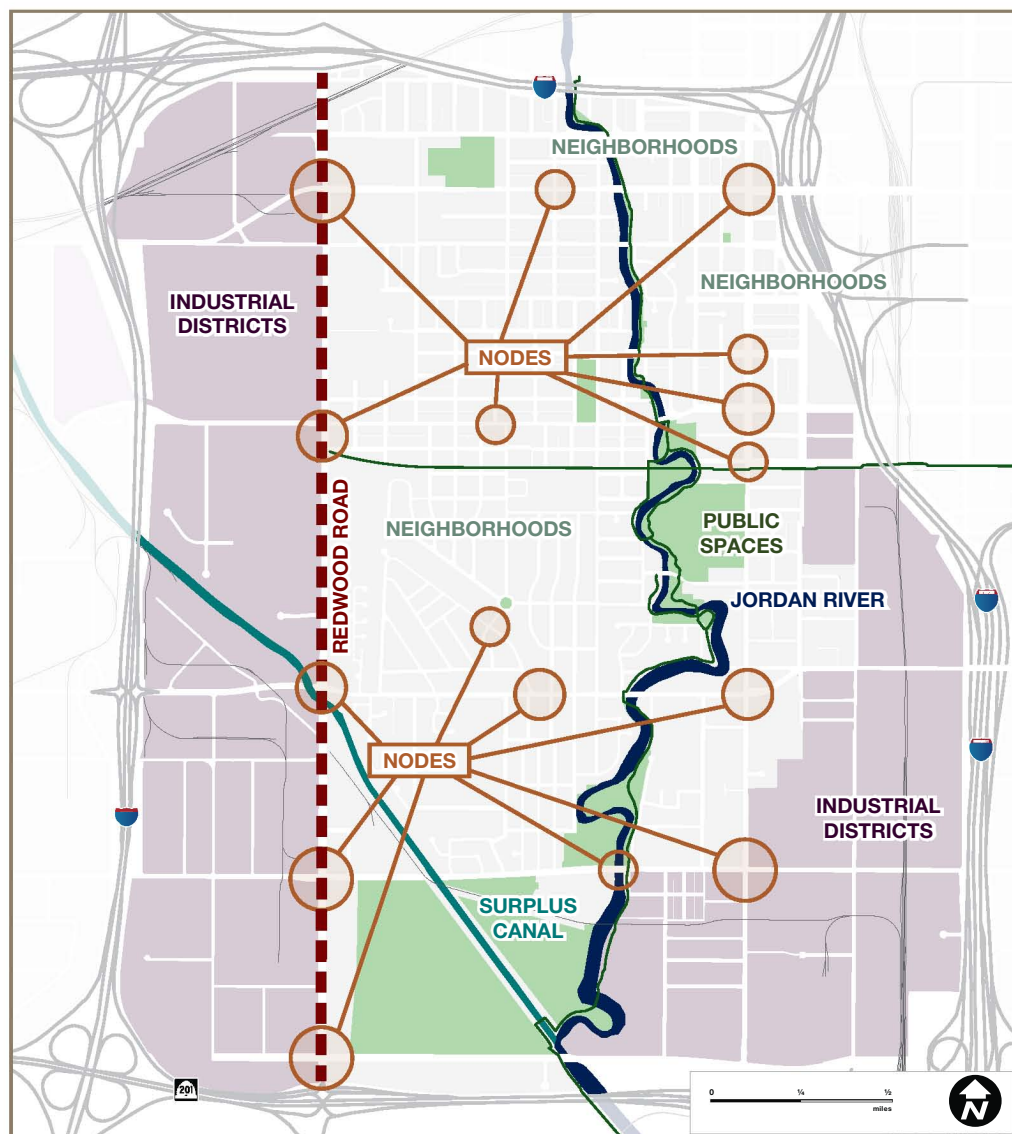 NEIGHBORHOODS
NEIGHBORHOODS
INDUSTRIAL
DISTRICTS
NODES
REDWOOD ROAD
NEIGHBORHOODS
PUBLIC
SPACES
JORDAN RIVER
NODES
INDUSTRIAL
DISTRICTS
SURPLUS
CANAL
201
0 ¼ ½
miles
N